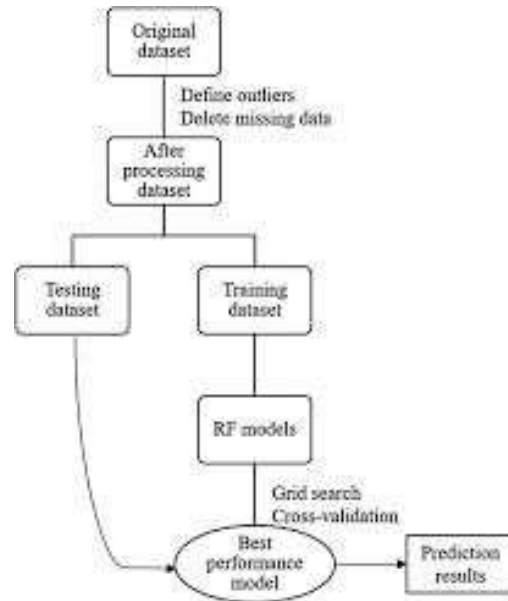 Original
dataset
Define outliers
Delete missing data
After
processing
dataset
Testing
dataset
Training
dataset
RF models
Grid search
Cross-validation
Best
performance
model
Prediction
results